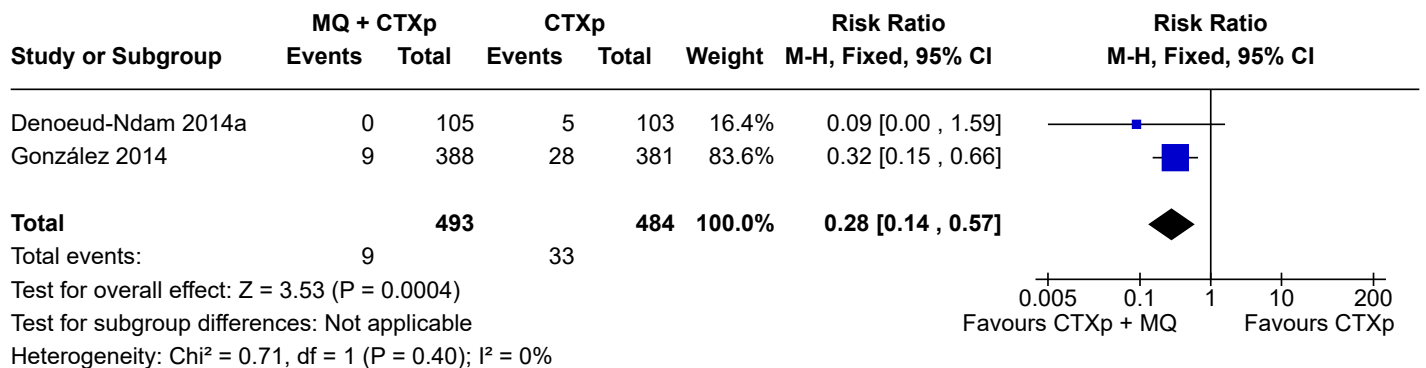 MQ + CTXp CTXp Risk Ratio Risk Ratio
Study or Subgroup Events Total Events Total Weight M-H, Fixed, 95% CI M-H, Fixed, 95% CI
Denoeud-Ndam 2014a 0 105 5 103 16.4% 0.09 [0.00 , 1.59]
González 2014 9 388 28 381 83.6% 0.32 [0.15 , 0.66]
Total 493 484 100.0% 0.28 [0.14 , 0.57]
Total events: 9 33
Test for overall effect: Z = 3.53 (P = 0.0004) 0.005 0.1 1 10 200
Test for subgroup differences: Not applicable Favours CTXp + MQ Favours CTXp
Heterogeneity: Chi² = 0.71, df = 1 (P = 0.40); I² = 0%